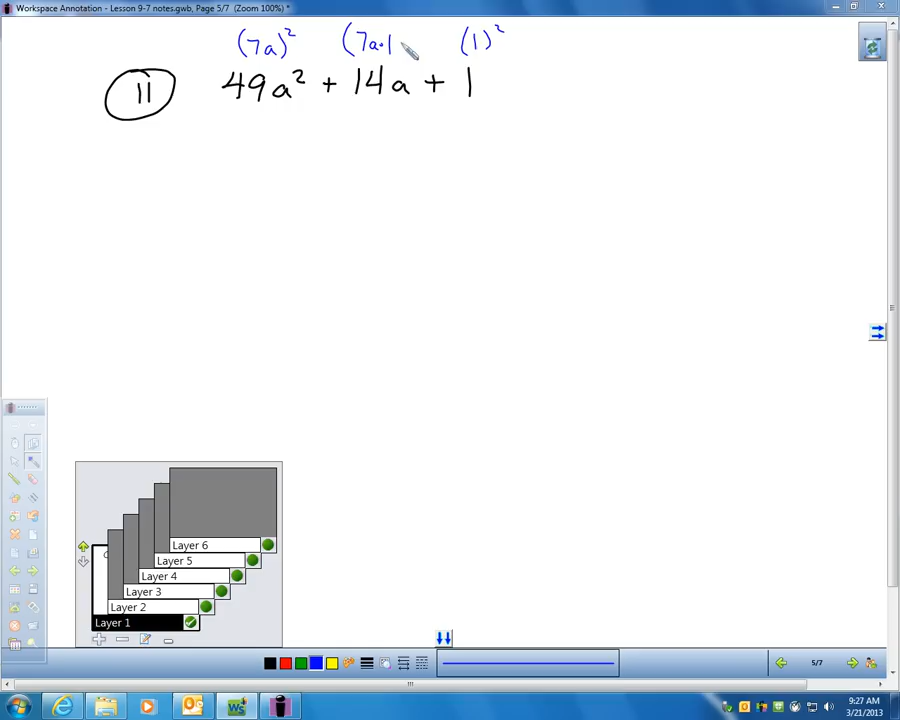 Workspace Annotation - Lesson 9-7 notes.gwb, Page 5/7 (Zoom 100%) *
(7a)² (7a·1 (1)²
11 49a² + 14a + 1
Layer 6
Layer 5
Layer 4
Layer 3
Layer 2
Layer 1
5/7
9:27 AM
3/21/2013